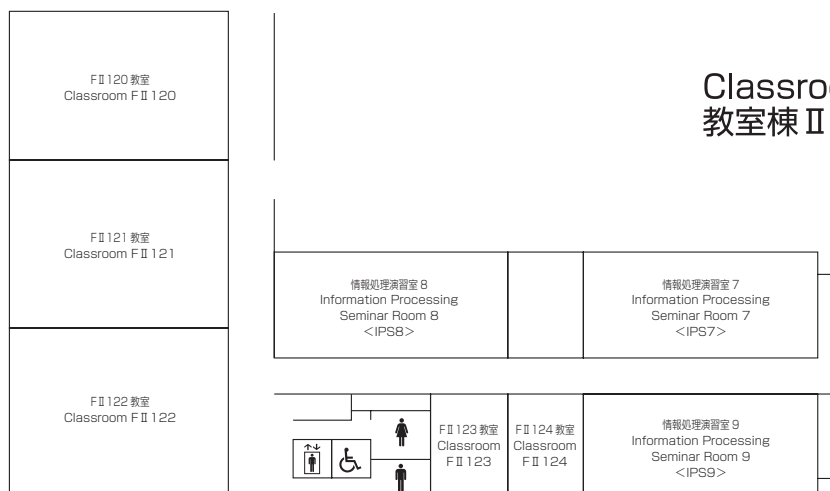 FⅡ120 教室
Classroom FⅡ120
教室棟Ⅱ
FⅡ121 教室
Classroom FⅡ121
情報処理演習室 8
Information Processing
Seminar Room 8
<IPS8>
情報処理演習室 7
Information Processing
Seminar Room 7
<IPS7>
FⅡ122 教室
Classroom FⅡ122
FⅡ123 教室
Classroom
FⅡ123
FⅡ124 教室
Classroom
FⅡ124
情報処理演習室 9
Information Processing
Seminar Room 9
<IPS9>